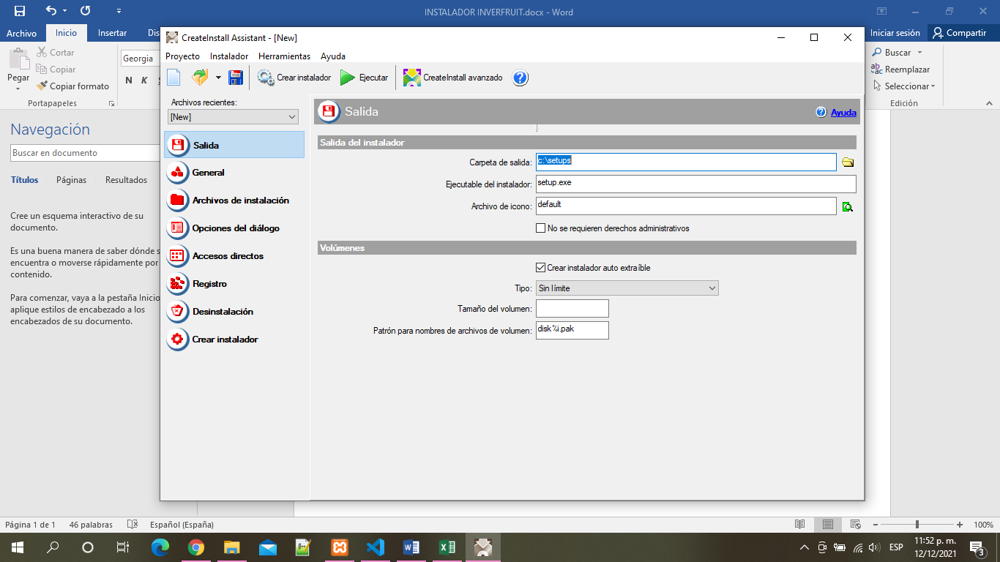 INSTALADOR INVERFRUIT.docx - Word
Archivo
Inicio
Insertar
Dis
Iniciar sesión
Compartir
Pegar
Cortar
Copiar
Copiar formato
Portapapeles
Georgia
N K
Buscar
Reemplazar
Seleccionar
Edición
Navegación
Buscar en documento
Títulos
Páginas
Resultados
Cree un esquema interactivo de su
documento.
Es una buena manera de saber dónde s
encuentra o moverse rápidamente por
contenido.
Para comenzar, vaya a la pestaña Inicio
aplique estilos de encabezado a los
encabezados de su documento.
CreateInstall Assistant - [New]
Proyecto Instalador Herramientas Ayuda
Crear instalador
Ejecutar
CreateInstall avanzado
Archivos recientes:
[New]
Salida
General
Archivos de instalación
Opciones del diálogo
Accesos directos
Registro
Desinstalación
Crear instalador
Salida
Ayuda
Salida del instalador
Carpeta de salida: c:\setups
Ejecutable del instalador: setup.exe
Archivo de icono: default
No se requieren derechos administrativos
Volúmenes
Crear instalador auto extraíble
Tipo: Sin límite
Tamaño del volumen:
Patrón para nombres de archivos de volumen: disk%i.pak
Página 1 de 1
46 palabras
Español (España)
100%
ESP
11:52 p. m.
12/12/2021
3